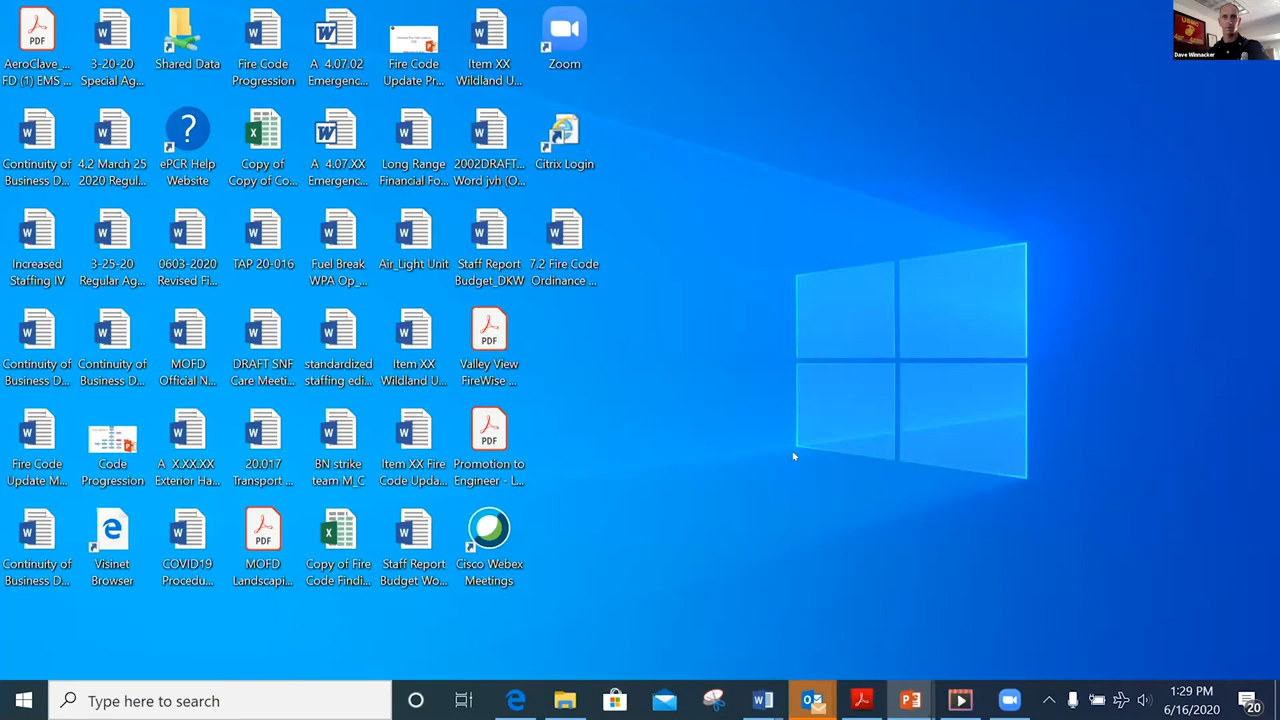 AeroClave_...
FD (1) EMS ...
3-20-20
Special Ag...
Shared Data
Fire Code
Progression
A 4.07.02
Emergenc...
Fire Code
Update Pr...
Item XX
Wildland U...
Zoom
Dave Winnacker
Continuity of
Business D...
4.2 March 25
2020 Regul...
ePCR Help
Website
Copy of
Copy of Co...
A 4.07.XX
Emergenc...
Long Range
Financial Fo...
2002DRAFT...
Word jvh (O...
Citrix Login
Increased
Staffing IV
3-25-20
Regular Ag...
0603-2020
Revised Fi...
TAP 20-016
Fuel Break
WPA Op_...
Air_Light Unit
Staff Report
Budget_DKW
7.2 Fire Code
Ordinance ...
Continuity of
Business D...
Continuity of
Business D...
MOFD
Official N...
DRAFT SNF
Care Meeti...
standardized
staffing edi...
Item XX
Wildland U...
PDF
Valley View
FireWise ...
Fire Code
Update M...
Code
Progression
A X.XX.XX
Exterior Ha...
20.017
Transport ...
BN strike
team M_C
Item XX Fire
Code Upda...
PDF
Promotion to
Engineer - L...
Continuity of
Business D...
Visinet
Browser
COVID19
Procedu...
PDF
MOFD
Landscapi...
Copy of Fire
Code Findi...
Staff Report
Budget Wo...
Cisco Webex
Meetings
Type here to search
1:29 PM
6/16/2020
20